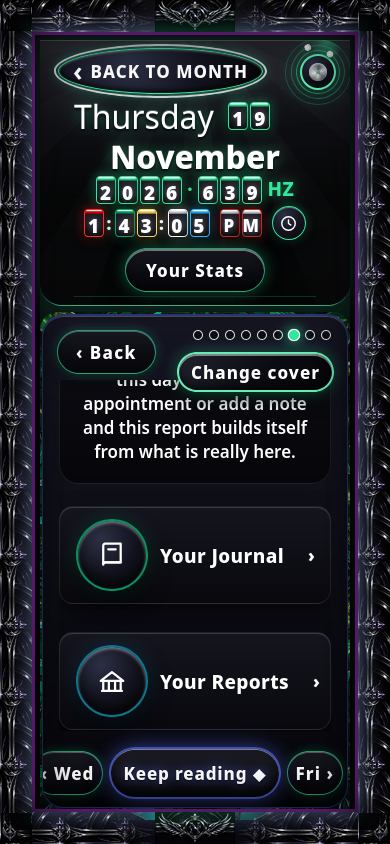 ‹ BACK TO MONTH
Thursday 19
November
2026 · 639 HZ
1:43:05 PM
Your Stats
‹ Back
Change cover
this day
appointment or add a note
and this report builds itself
from what is really here.
Your Journal ›
Your Reports ›
‹ Wed
Keep reading ◆
Fri ›